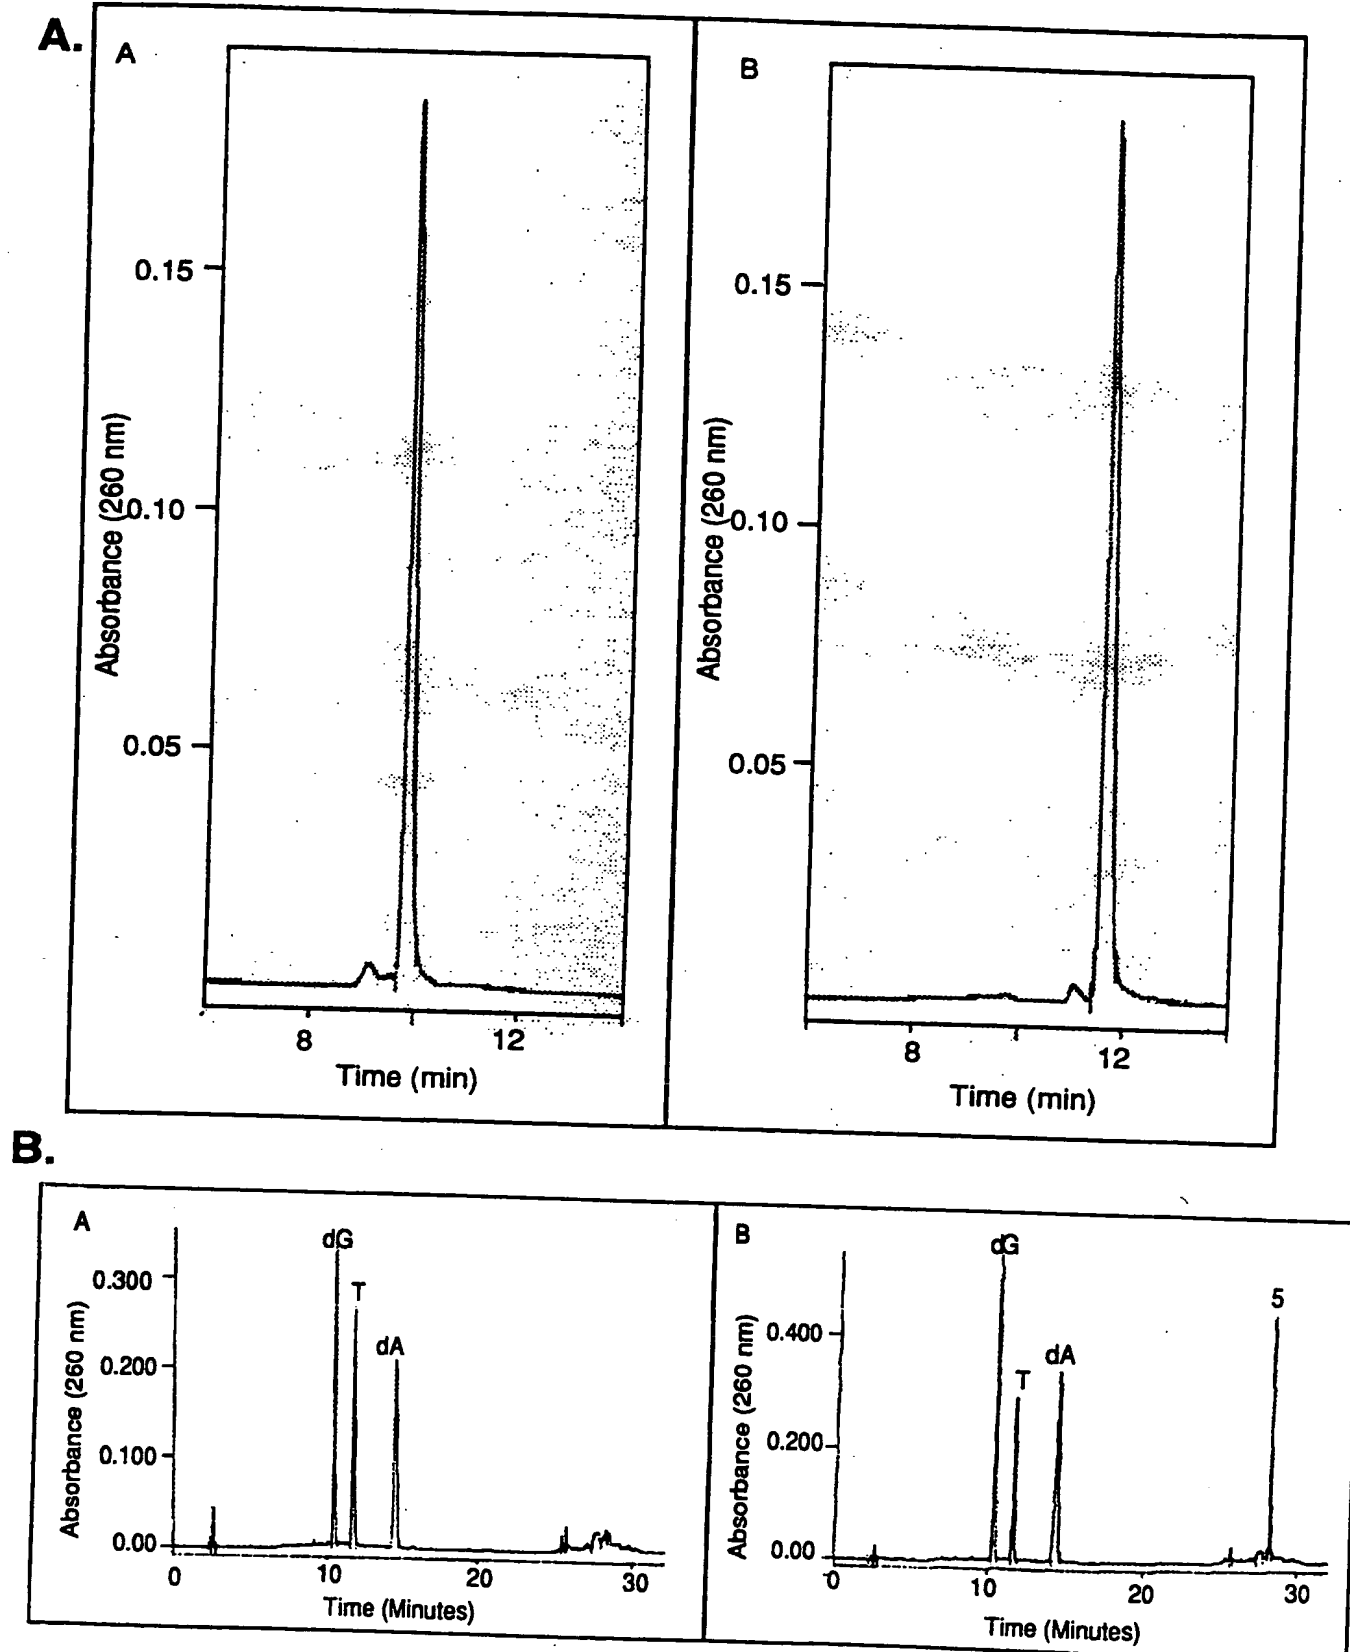 A.
A
0.15
0.10
0.05
Absorbance (260 nm)
8
12
Time (min)
B
0.15
0.10
0.05
Absorbance (260 nm)
8
12
Time (min)
B.
A
dG
T
dA
0.300
0.200
0.100
0.00
Absorbance (260 nm)
0
10
20
30
Time (Minutes)
B
dG
T
dA
5
0.400
0.200
0.00
Absorbance (260 nm)
0
10
20
30
Time (Minutes)